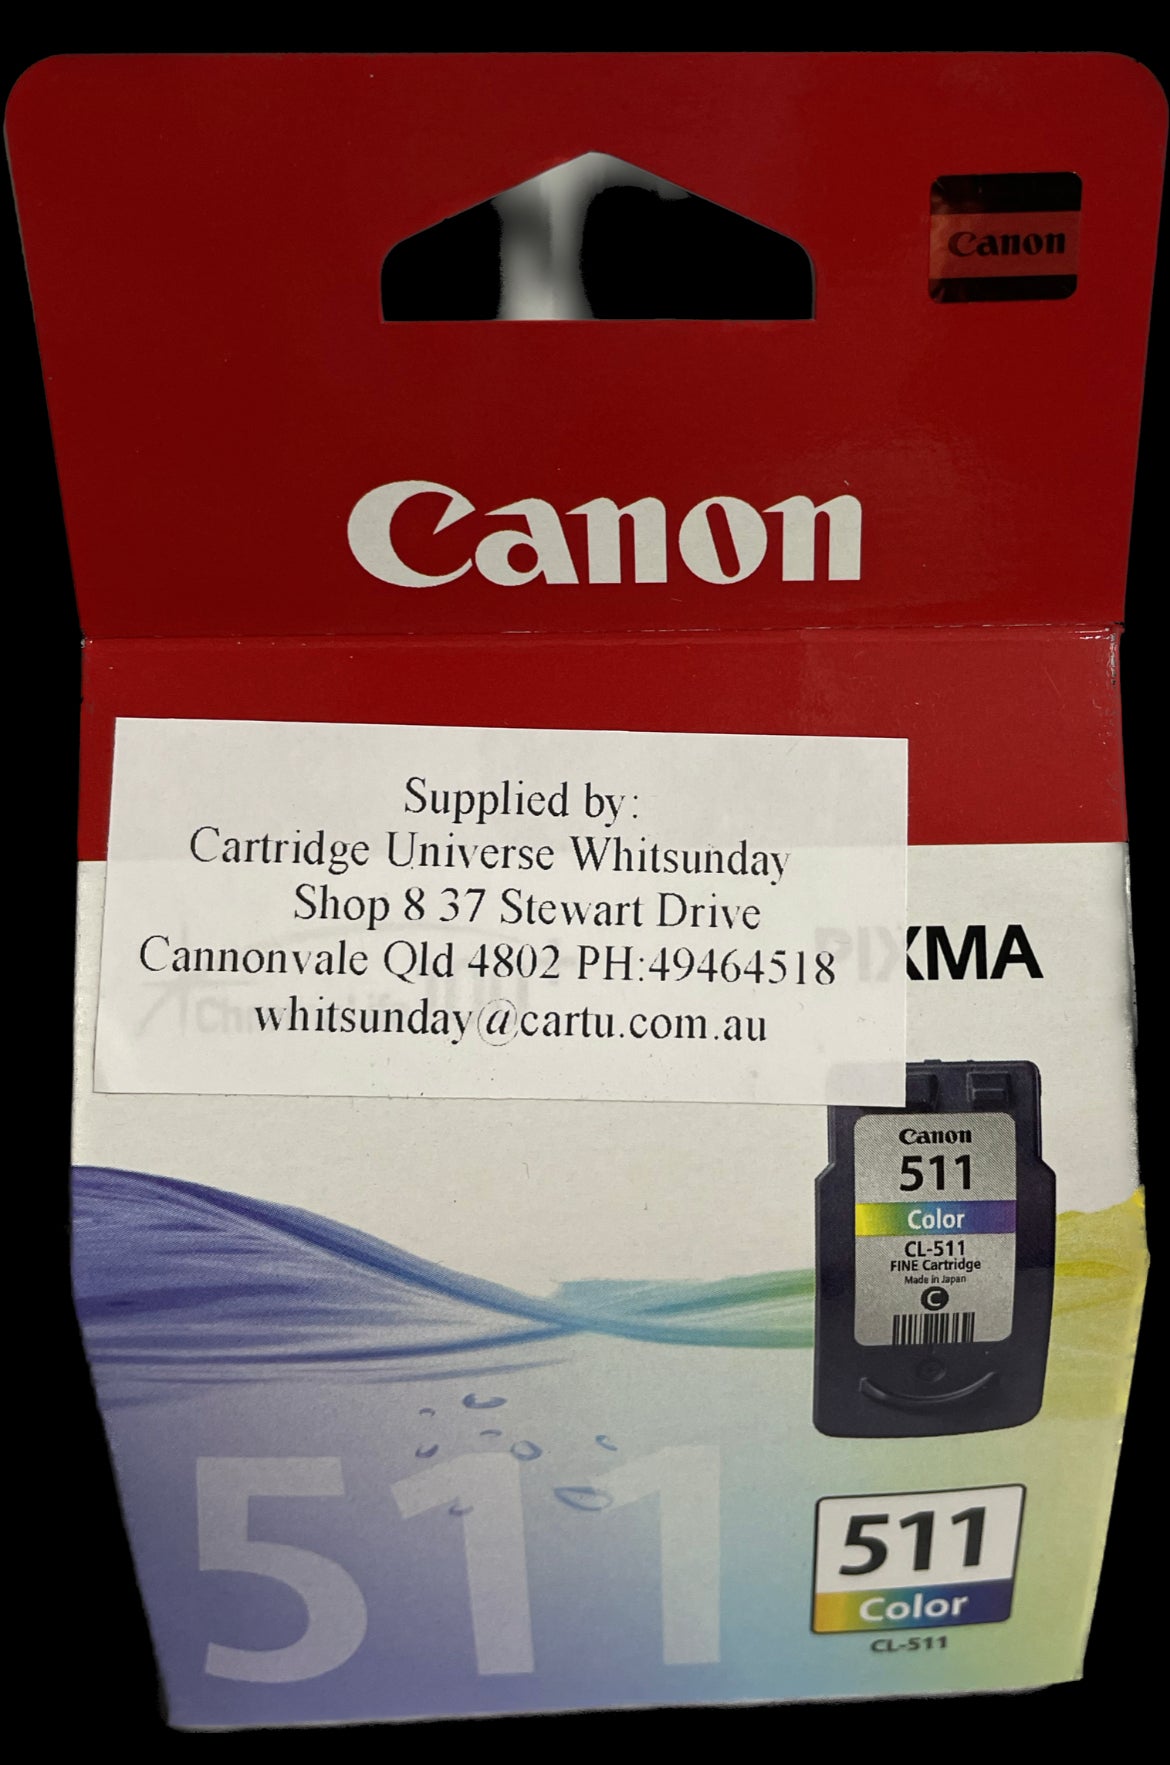 Canon
Canon
Supplied by:
Cartridge Universe Whitsunday
Shop 8 37 Stewart Drive
Cannonvale Qld 4802 PH:49464518
whitsunday@cartu.com.au
PIXMA
Canon
511
Color
CL-511
FINE Cartridge
Made in Japan
C
511
511
Color
CL-511